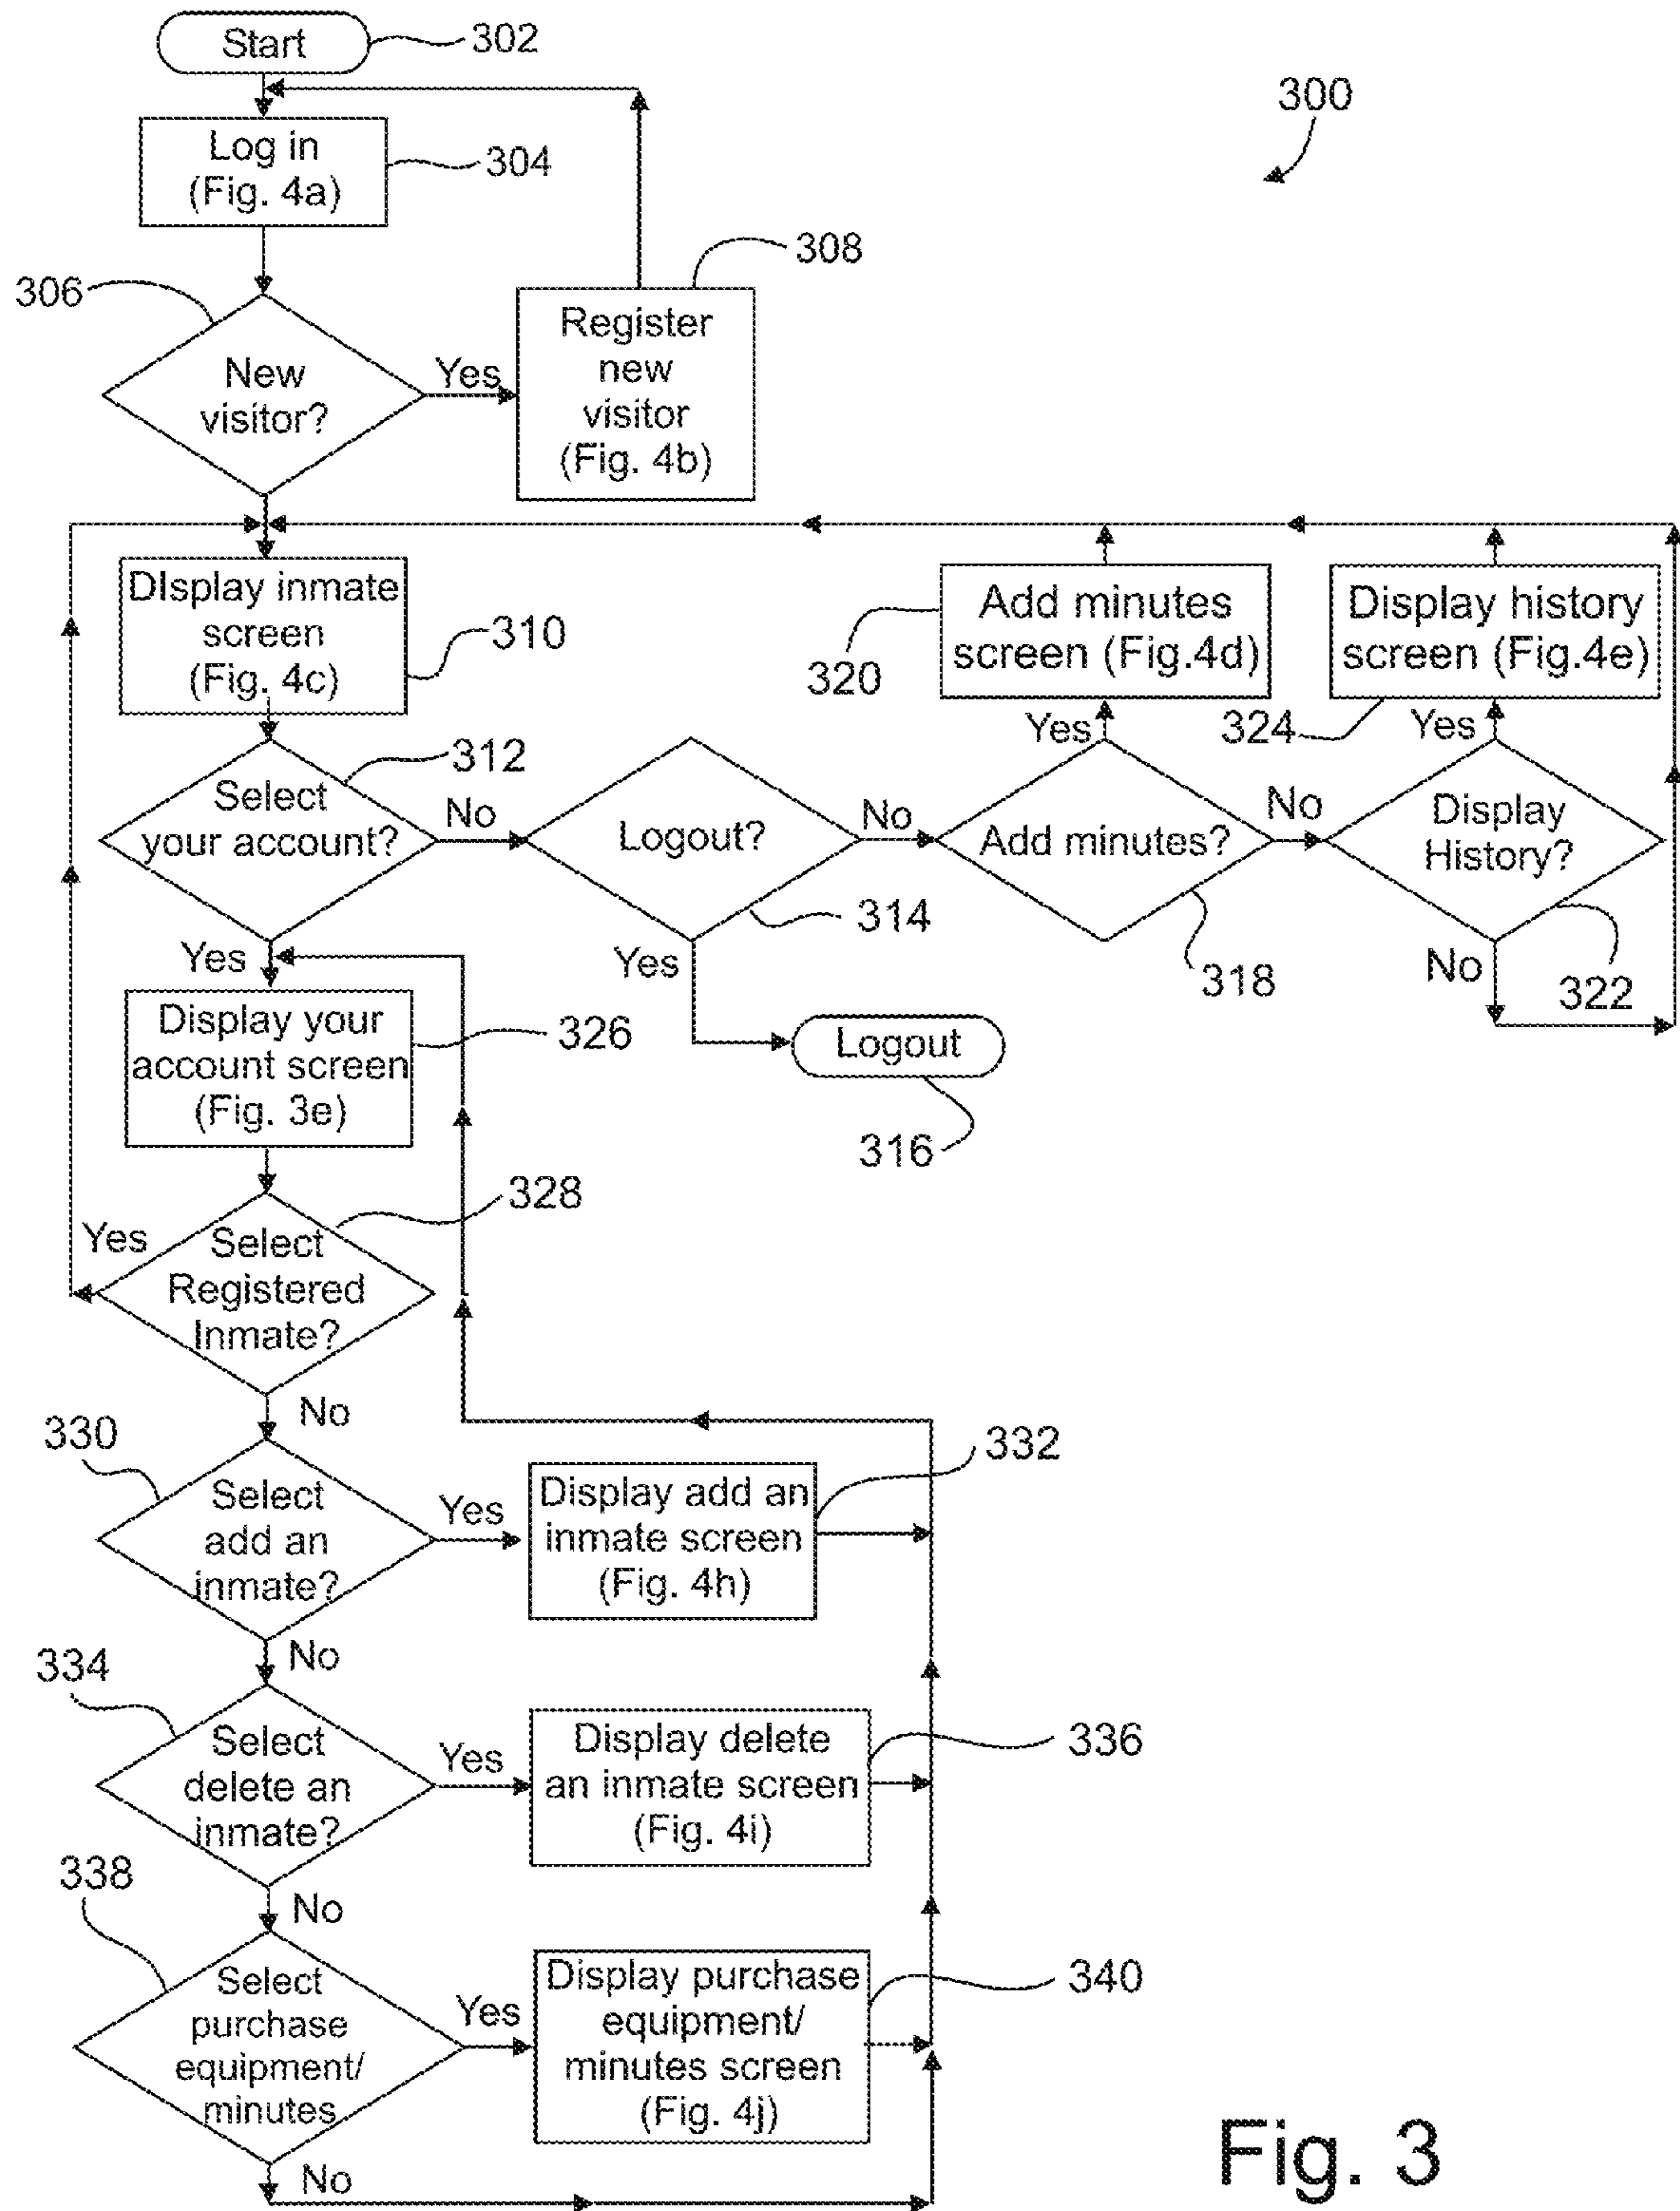 Start
302
300
Log in
(Fig. 4a)
304
306
New
visitor?
Yes
308
Register
new
visitor
(Fig. 4b)
DIsplay inmate
screen
(Fig. 4c)
310
320
Add minutes
screen (Fig.4d)
324
Display history
screen (Fig.4e)
312
Select
your account?
No
Logout?
314
No
Yes
Add minutes?
318
No
Yes
Display
History?
322
No
Yes
Logout
316
Yes
Display your
account screen
(Fig. 3e)
326
328
Yes
Select
Registered
Inmate?
No
330
Select
add an
inmate?
Yes
Display add an
inmate screen
(Fig. 4h)
332
No
334
Select
delete an
inmate?
Yes
Display delete
an inmate screen
(Fig. 4i)
336
No
338
Select
purchase
equipment/
minutes
Yes
Display purchase
equipment/
minutes screen
(Fig. 4j)
340
No
Fig. 3